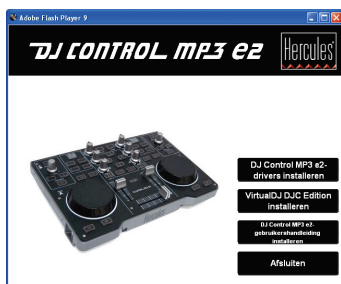 Adobe Flash Player 9
DJ CONTROL MP3 e2
Hercules
DJ Control MP3 e2-
drivers installeren
VirtualDJ DJC Edition
installeren
DJ Control MP3 e2-
gebruikershandleiding
installeren
Afsluiten